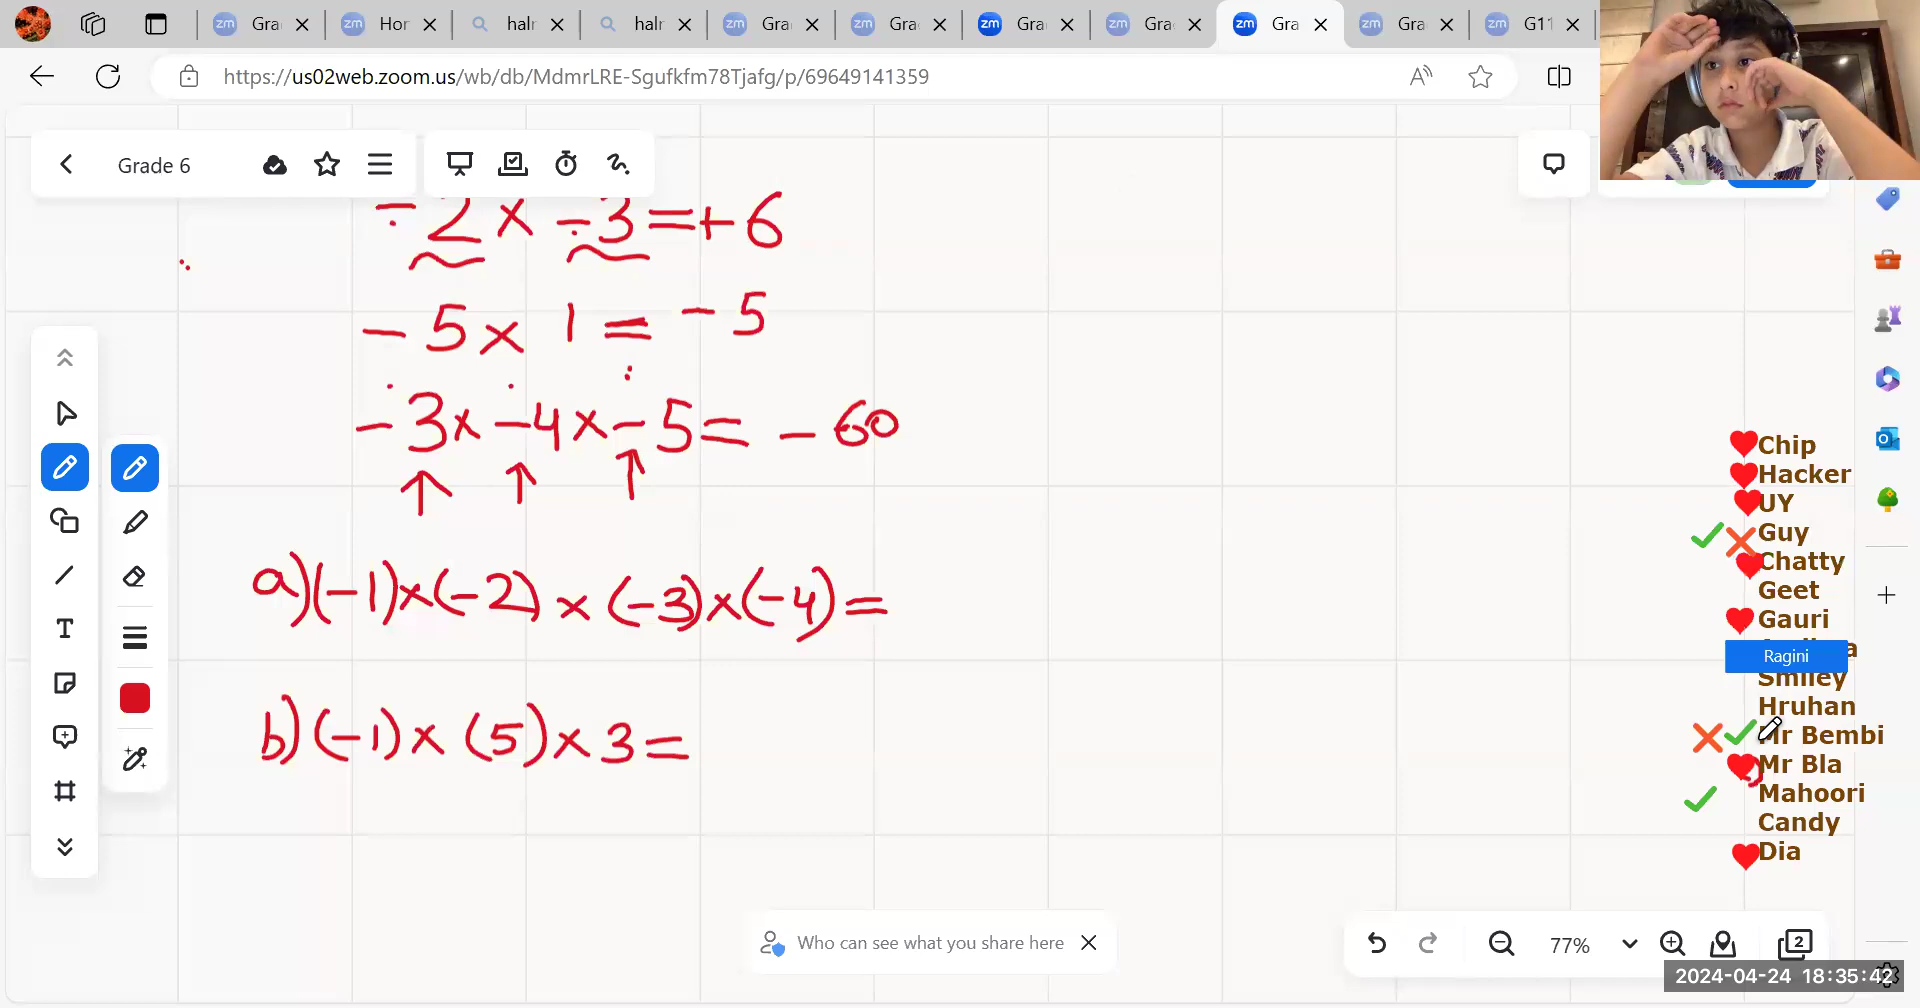 Gra
Hor
halr
halr
Gra
Gra
Gra
Gra
Gra
Gra
G11
https://us02web.zoom.us/wb/db/MdmrLRE-Sgufkfm78Tjafg/p/69649141359
Grade 6
-2 × -3 = +6
-5 × 1 = -5
-3 × -4 × -5 = -60
a) (-1) × (-2) × (-3) × (-4) =
b) (-1) × (5) × 3 =
T
Chip
Hacker
UY
Guy
Chatty
Geet
Gauri
Ragini
Smiley
Hruhan
Mr Bembi
Mr Bla
Mahoori
Candy
Dia
Who can see what you share here
77%
2
2024-04-24 18:35:42